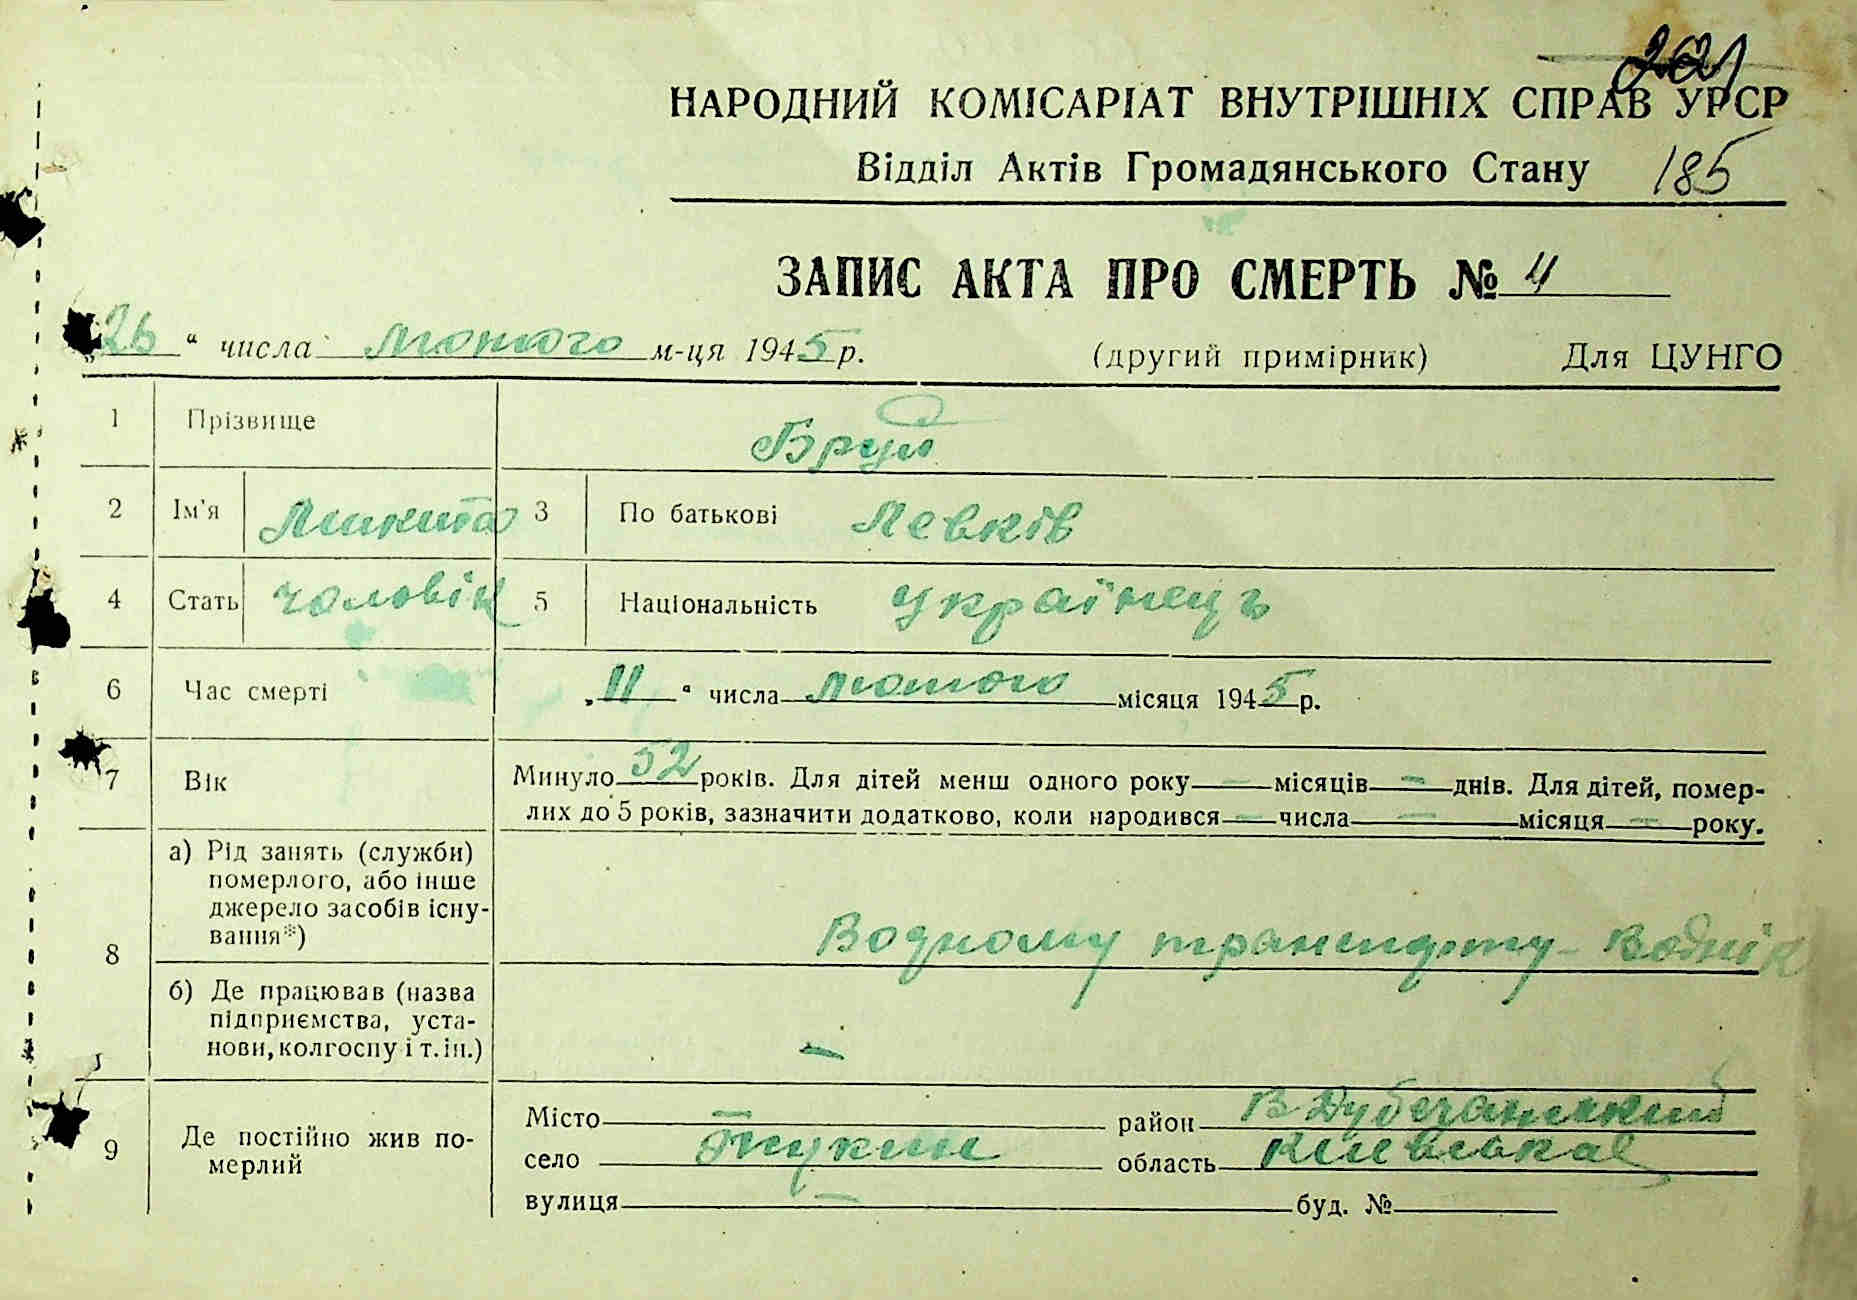 185
НАРОДНИЙ КОМІСАРІАТ ВНУТРІШНІХ СПРАВ УРСР
Відділ Актів Громадянського Стану
ЗАПИС АКТА ПРО СМЕРТЬ № 4
„26“ числа лютого м-ця 1945 р. (другий примірник) Для ЦУНГО
1 Прізвище
2 Ім'я Микита 3 По батькові Левків
4 Стать чоловік 5 Національність українець
6 Час смерті „11“ числа лютого місяця 1945 р.
7 Вік Минуло 52 років. Для дітей менш одного року — місяців — днів. Для дітей, помер-
лих до 5 років, зазначити додатково, коли народився — числа — місяця — року.
8 а) Рід занять (служби)
померлого, або інше
джерело засобів існу-
вання*)
Водному транспорту - водник
б) Де працював (назва
підприємства, уста-
нови, колгоспу і т. ін.)
—
9 Де постійно жив по-
мерлий
Місто — район В-Дубечанський
село область Київська
вулиця — буд. №